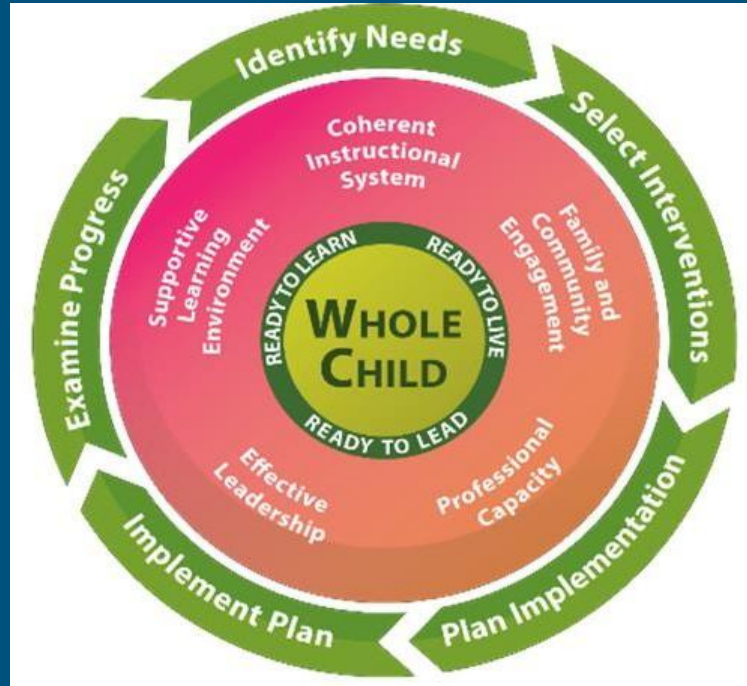 Identify Needs
Select Interventions
Plan Implementation
Implement Plan
Examine Progress
Coherent
Instructional
System
Family and
Community
Engagement
Professional
Capacity
Effective
Leadership
Supportive
Learning
Environment
READY TO LEARN
READY TO LIVE
READY TO LEAD
WHOLE
CHILD